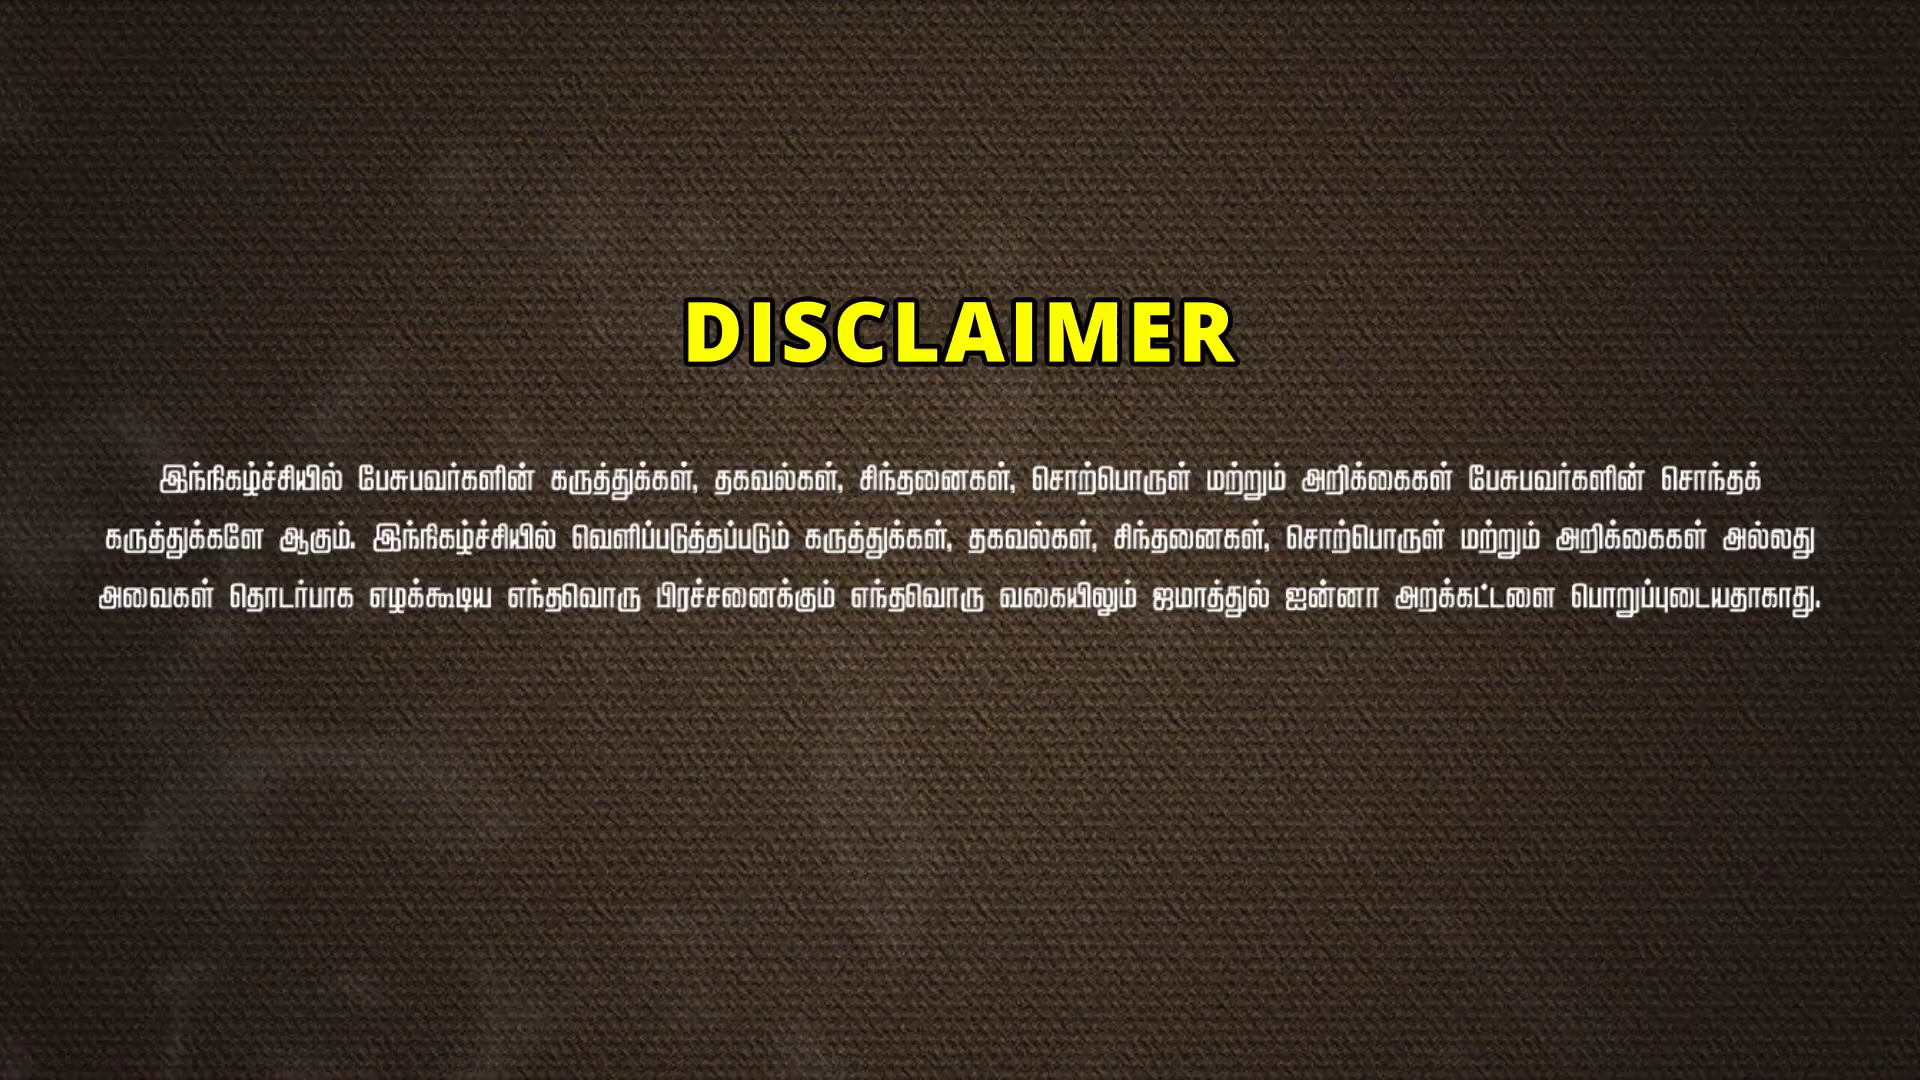 DISCLAIMER
இந்நிகழ்ச்சியில் பேசுபவர்களின் கருத்துக்கள், தகவல்கள், சிந்தனைகள், சொற்பொருள் மற்றும் அறிக்கைகள் பேசுபவர்களின் சொந்தக்
கருத்துக்களே ஆகும். இந்நிகழ்ச்சியில் வெளிப்படுத்தப்படும் கருத்துக்கள், தகவல்கள், சிந்தனைகள், சொற்பொருள் மற்றும் அறிக்கைகள் அல்லது
அவைகள் தொடர்பாக எழக்கூடிய எந்தவொரு பிரச்சனைக்கும் எந்தவொரு வகையிலும் ஜமாத்துல் ஐன்னா அறக்கட்டளை பொறுப்புடையதாகாது.